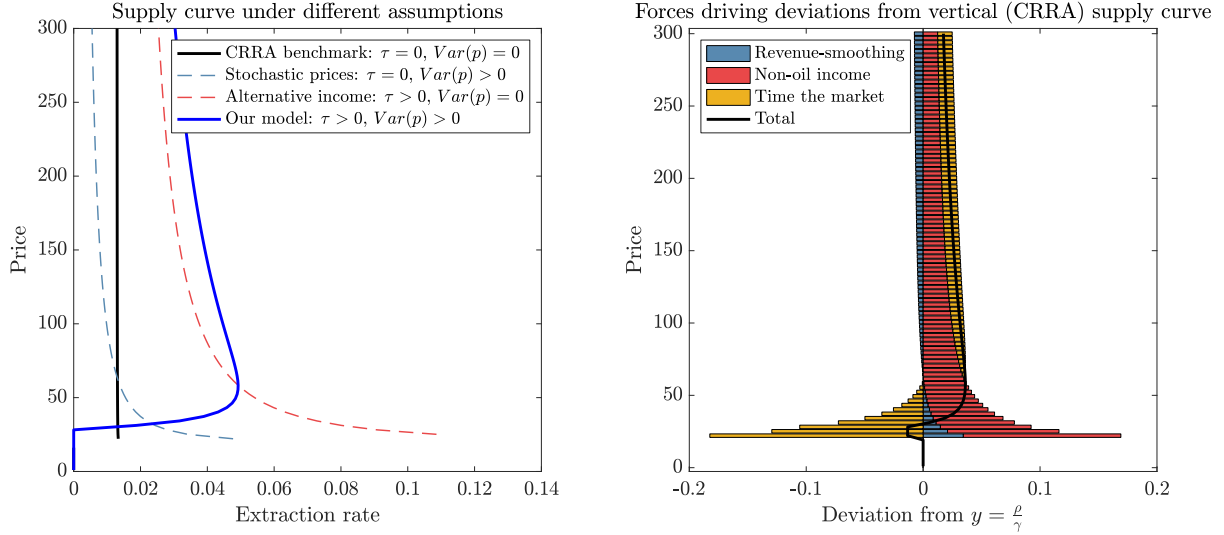 Supply curve under different assumptions
300
250
200
150
100
50
0
Price
CRRA benchmark: τ = 0, Var(p) = 0
Stochastic prices: τ = 0, Var(p) > 0
Alternative income: τ > 0, Var(p) = 0
Our model: τ > 0, Var(p) > 0
0 0.02 0.04 0.06 0.08 0.1 0.12 0.14
Extraction rate
Forces driving deviations from vertical (CRRA) supply curve
300
250
200
150
100
50
0
Price
Revenue-smoothing
Non-oil income
Time the market
Total
-0.2 -0.1 0 0.1 0.2
Deviation from y = ρ/γ